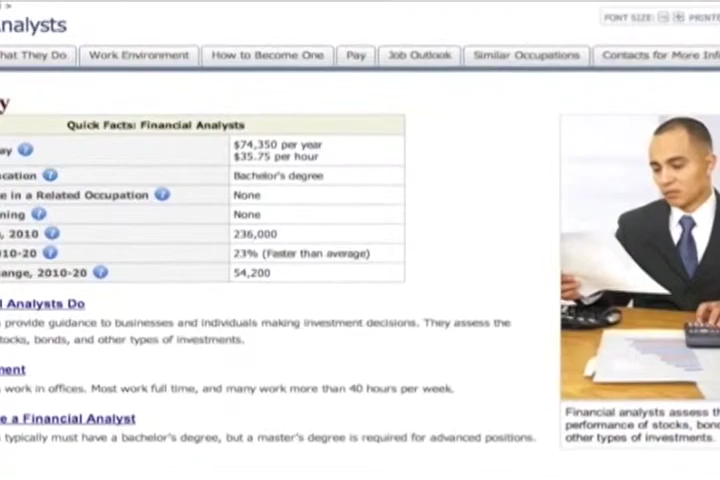 >
nalysts
FONT SIZE: PRINTE
hat They Do Work Environment How to Become One Pay Job Outlook Similar Occupations Contacts for More Info
y
Quick Facts: Financial Analysts
ay $74,350 per year
$35.75 per hour
cation Bachelor's degree
e in a Related Occupation None
ning None
, 2010 236,000
10-20 23% (Faster than average)
ange, 2010-20 54,200
l Analysts Do
provide guidance to businesses and individuals making investment decisions. They assess the
tocks, bonds, and other types of investments.
ment
work in offices. Most work full time, and many work more than 40 hours per week.
e a Financial Analyst
typically must have a bachelor's degree, but a master's degree is required for advanced positions.
Financial analysts assess th
performance of stocks, bond
other types of investments.